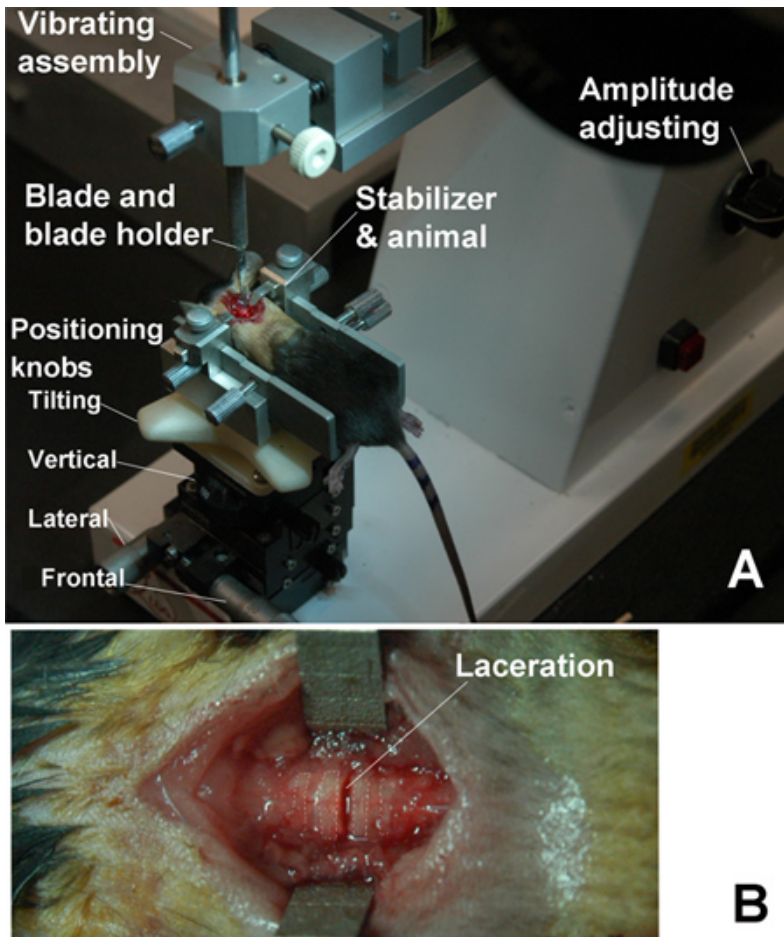 Vibrating
assembly
Amplitude
adjusting
Blade and
blade holder
Stabilizer
& animal
Positioning
knobs
Tilting
Vertical
Lateral
Frontal
A
Laceration
B